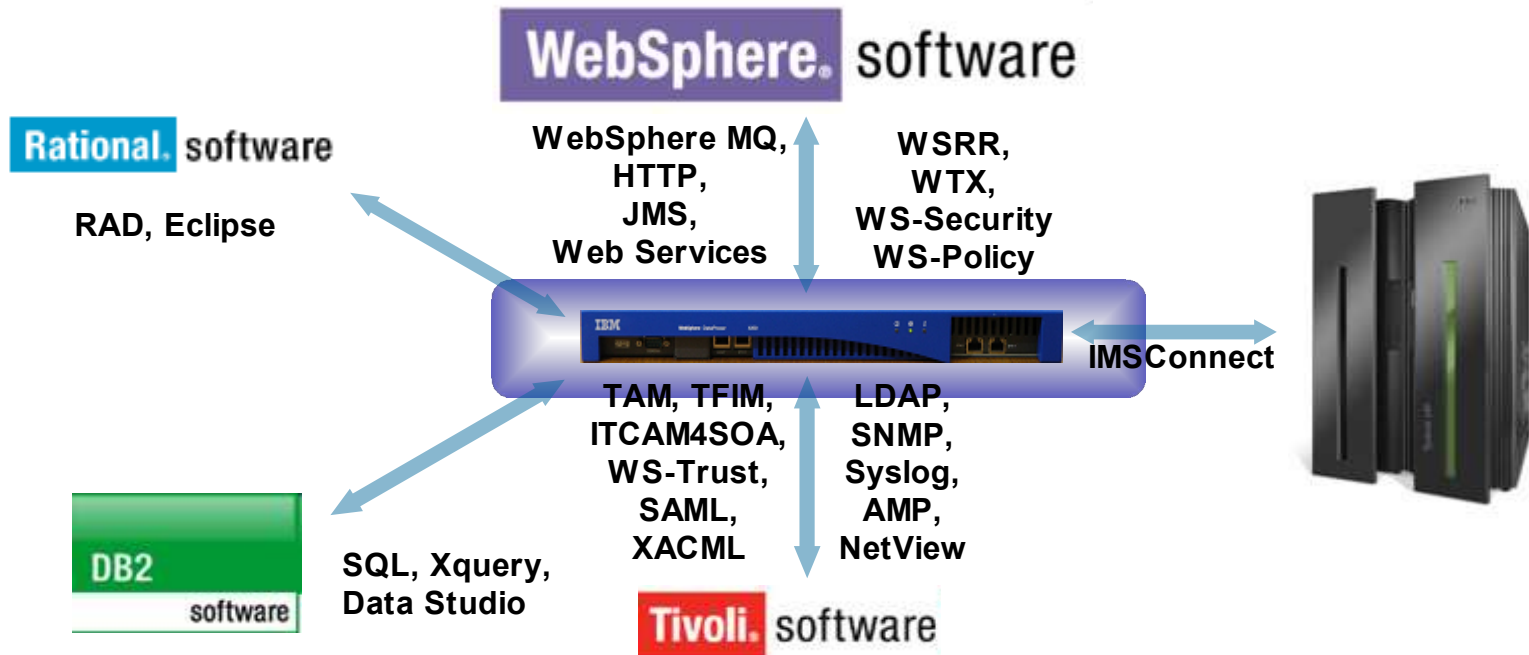 WebSphere. software
Rational. software
RAD, Eclipse
WebSphere MQ,
HTTP,
JMS,
Web Services
WSRR,
WTX,
WS-Security
WS-Policy
IBM
WebSphere DataPower
IMSConnect
TAM, TFIM,
ITCAM4SOA,
WS-Trust,
SAML,
XACML
LDAP,
SNMP,
Syslog,
AMP,
NetView
DB2
software
SQL, Xquery,
Data Studio
Tivoli. software